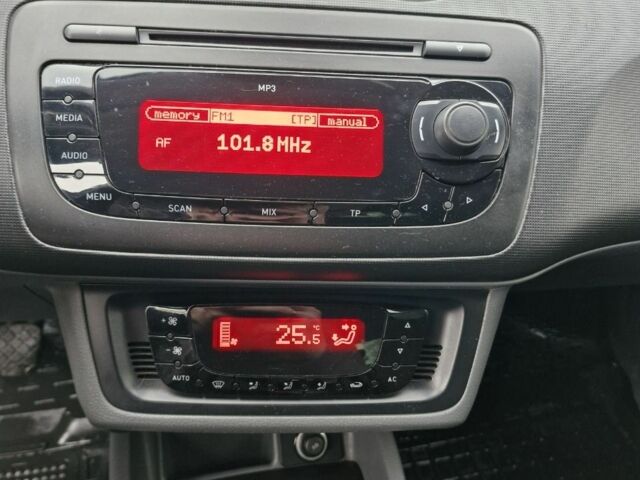 MP3
RADIO
memory FM1 [TP] manual
MEDIA
AF 101.8 MHz
AUDIO
MENU
SCAN MIX TP
25.5 °C
AUTO AC